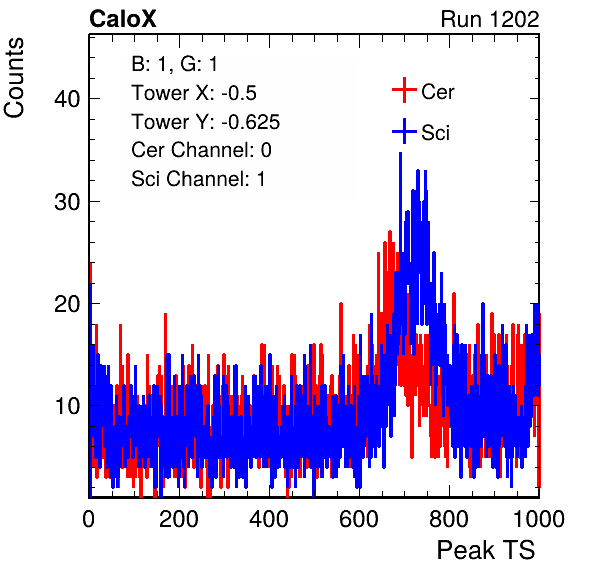 CaloX Run 1202
Counts
B: 1, G: 1
Tower X: -0.5
Tower Y: -0.625
Cer Channel: 0
Sci Channel: 1
Cer
Sci
40
30
20
10
0 200 400 600 800 1000
Peak TS